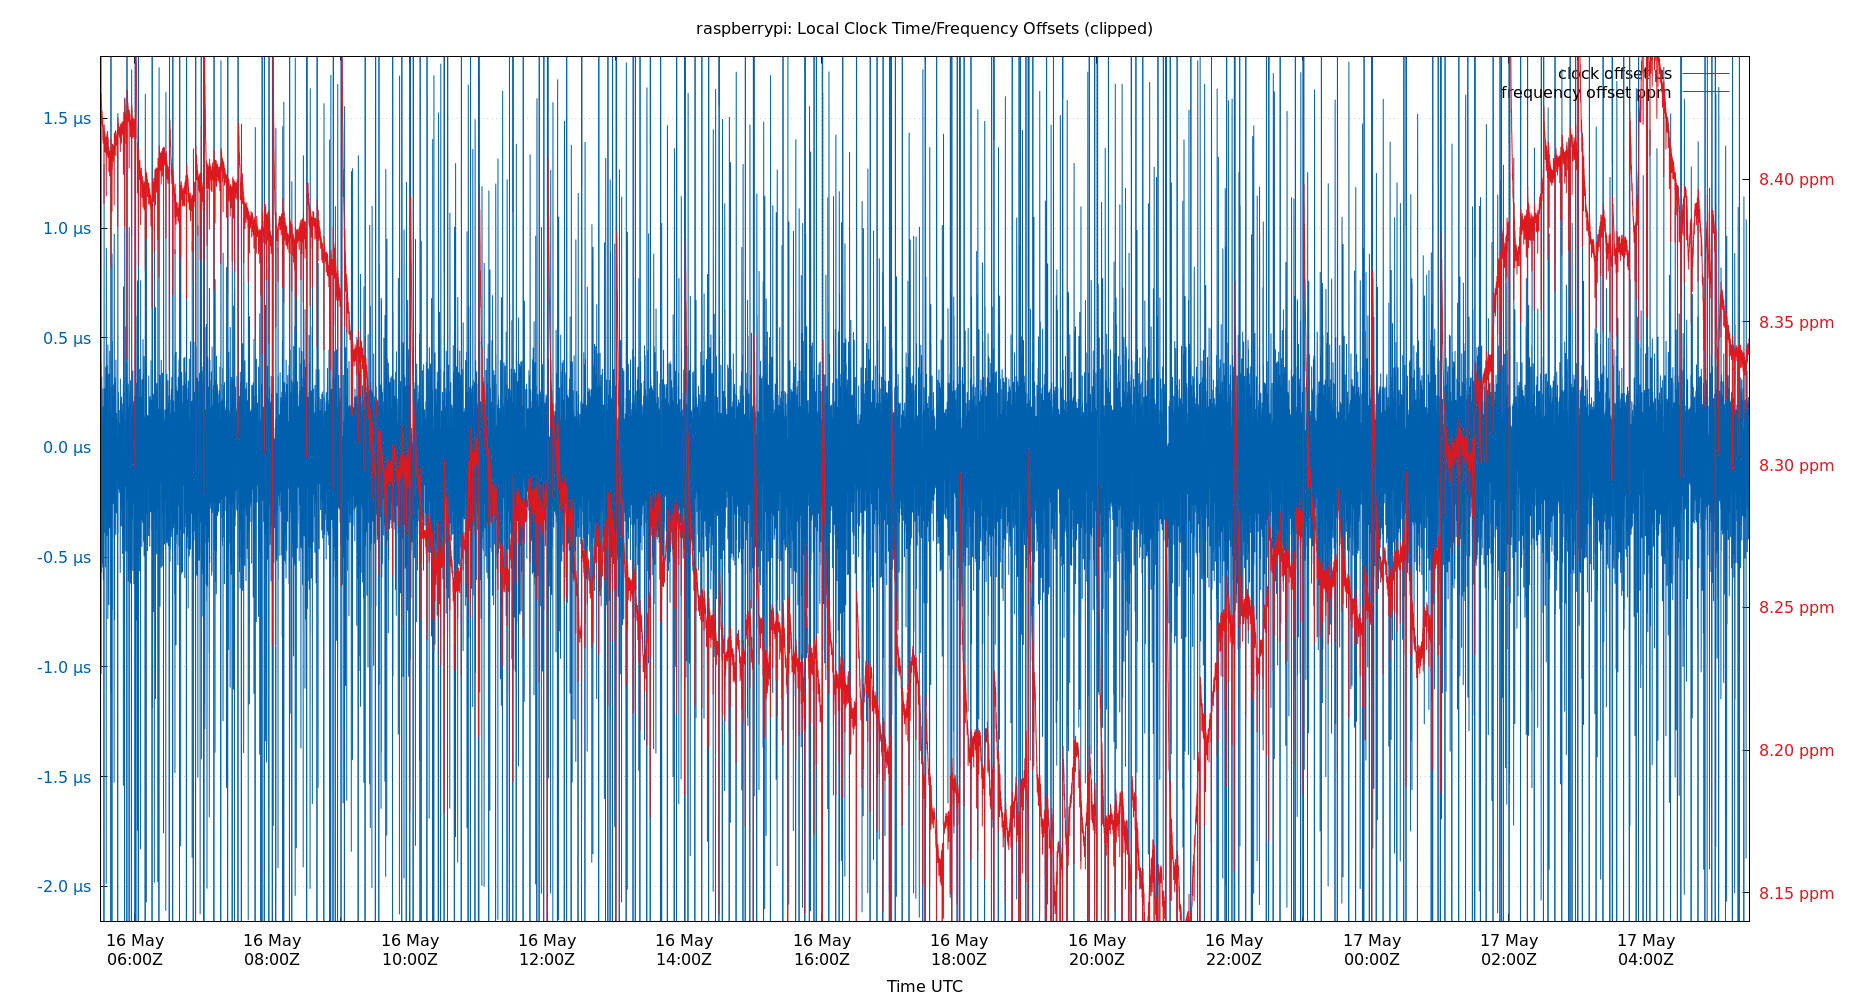 raspberrypi: Local Clock Time/Frequency Offsets (clipped)
clock offset µs
frequency offset ppm
1.5 µs
1.0 µs
0.5 µs
0.0 µs
-0.5 µs
-1.0 µs
-1.5 µs
-2.0 µs
8.40 ppm
8.35 ppm
8.30 ppm
8.25 ppm
8.20 ppm
8.15 ppm
16 May 16 May 16 May 16 May 16 May 16 May 16 May 16 May 16 May 17 May 17 May 17 May
06:00Z 08:00Z 10:00Z 12:00Z 14:00Z 16:00Z 18:00Z 20:00Z 22:00Z 00:00Z 02:00Z 04:00Z
Time UTC